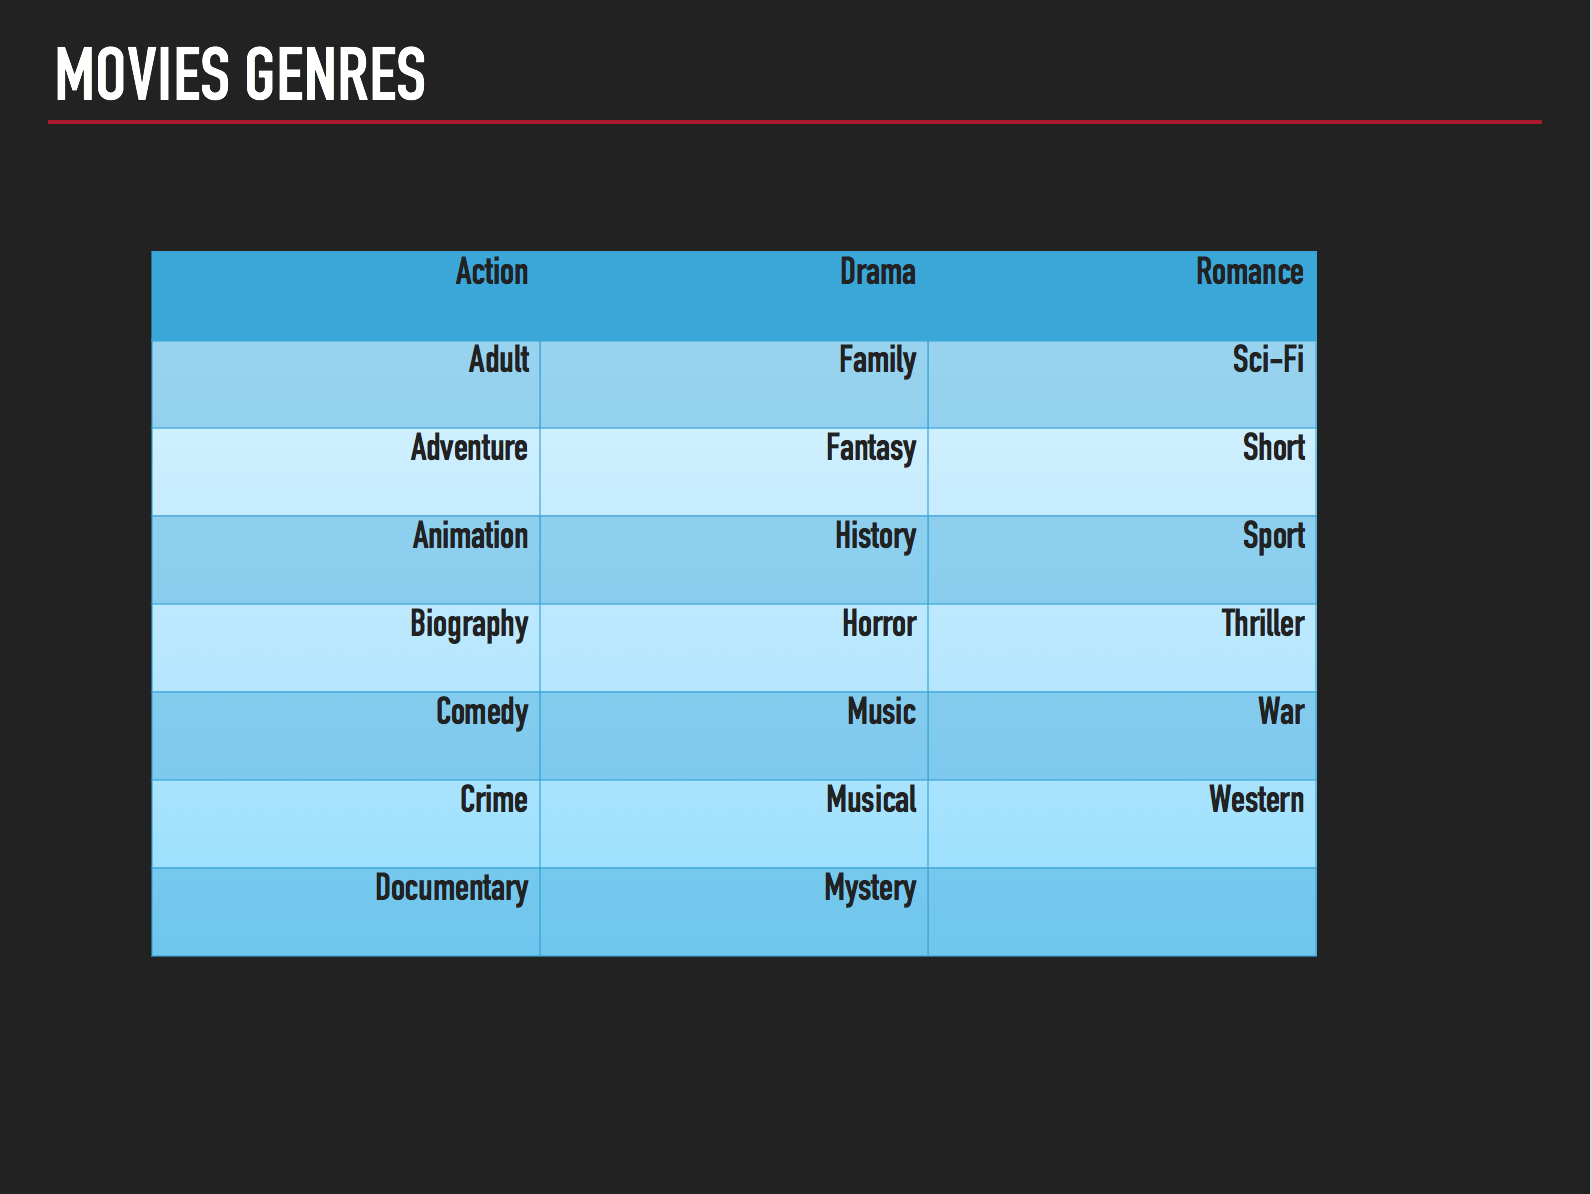 MOVIES GENRES
Action Drama Romance
Adult Family Sci-Fi
Adventure Fantasy Short
Animation History Sport
Biography Horror Thriller
Comedy Music War
Crime Musical Western
Documentary Mystery